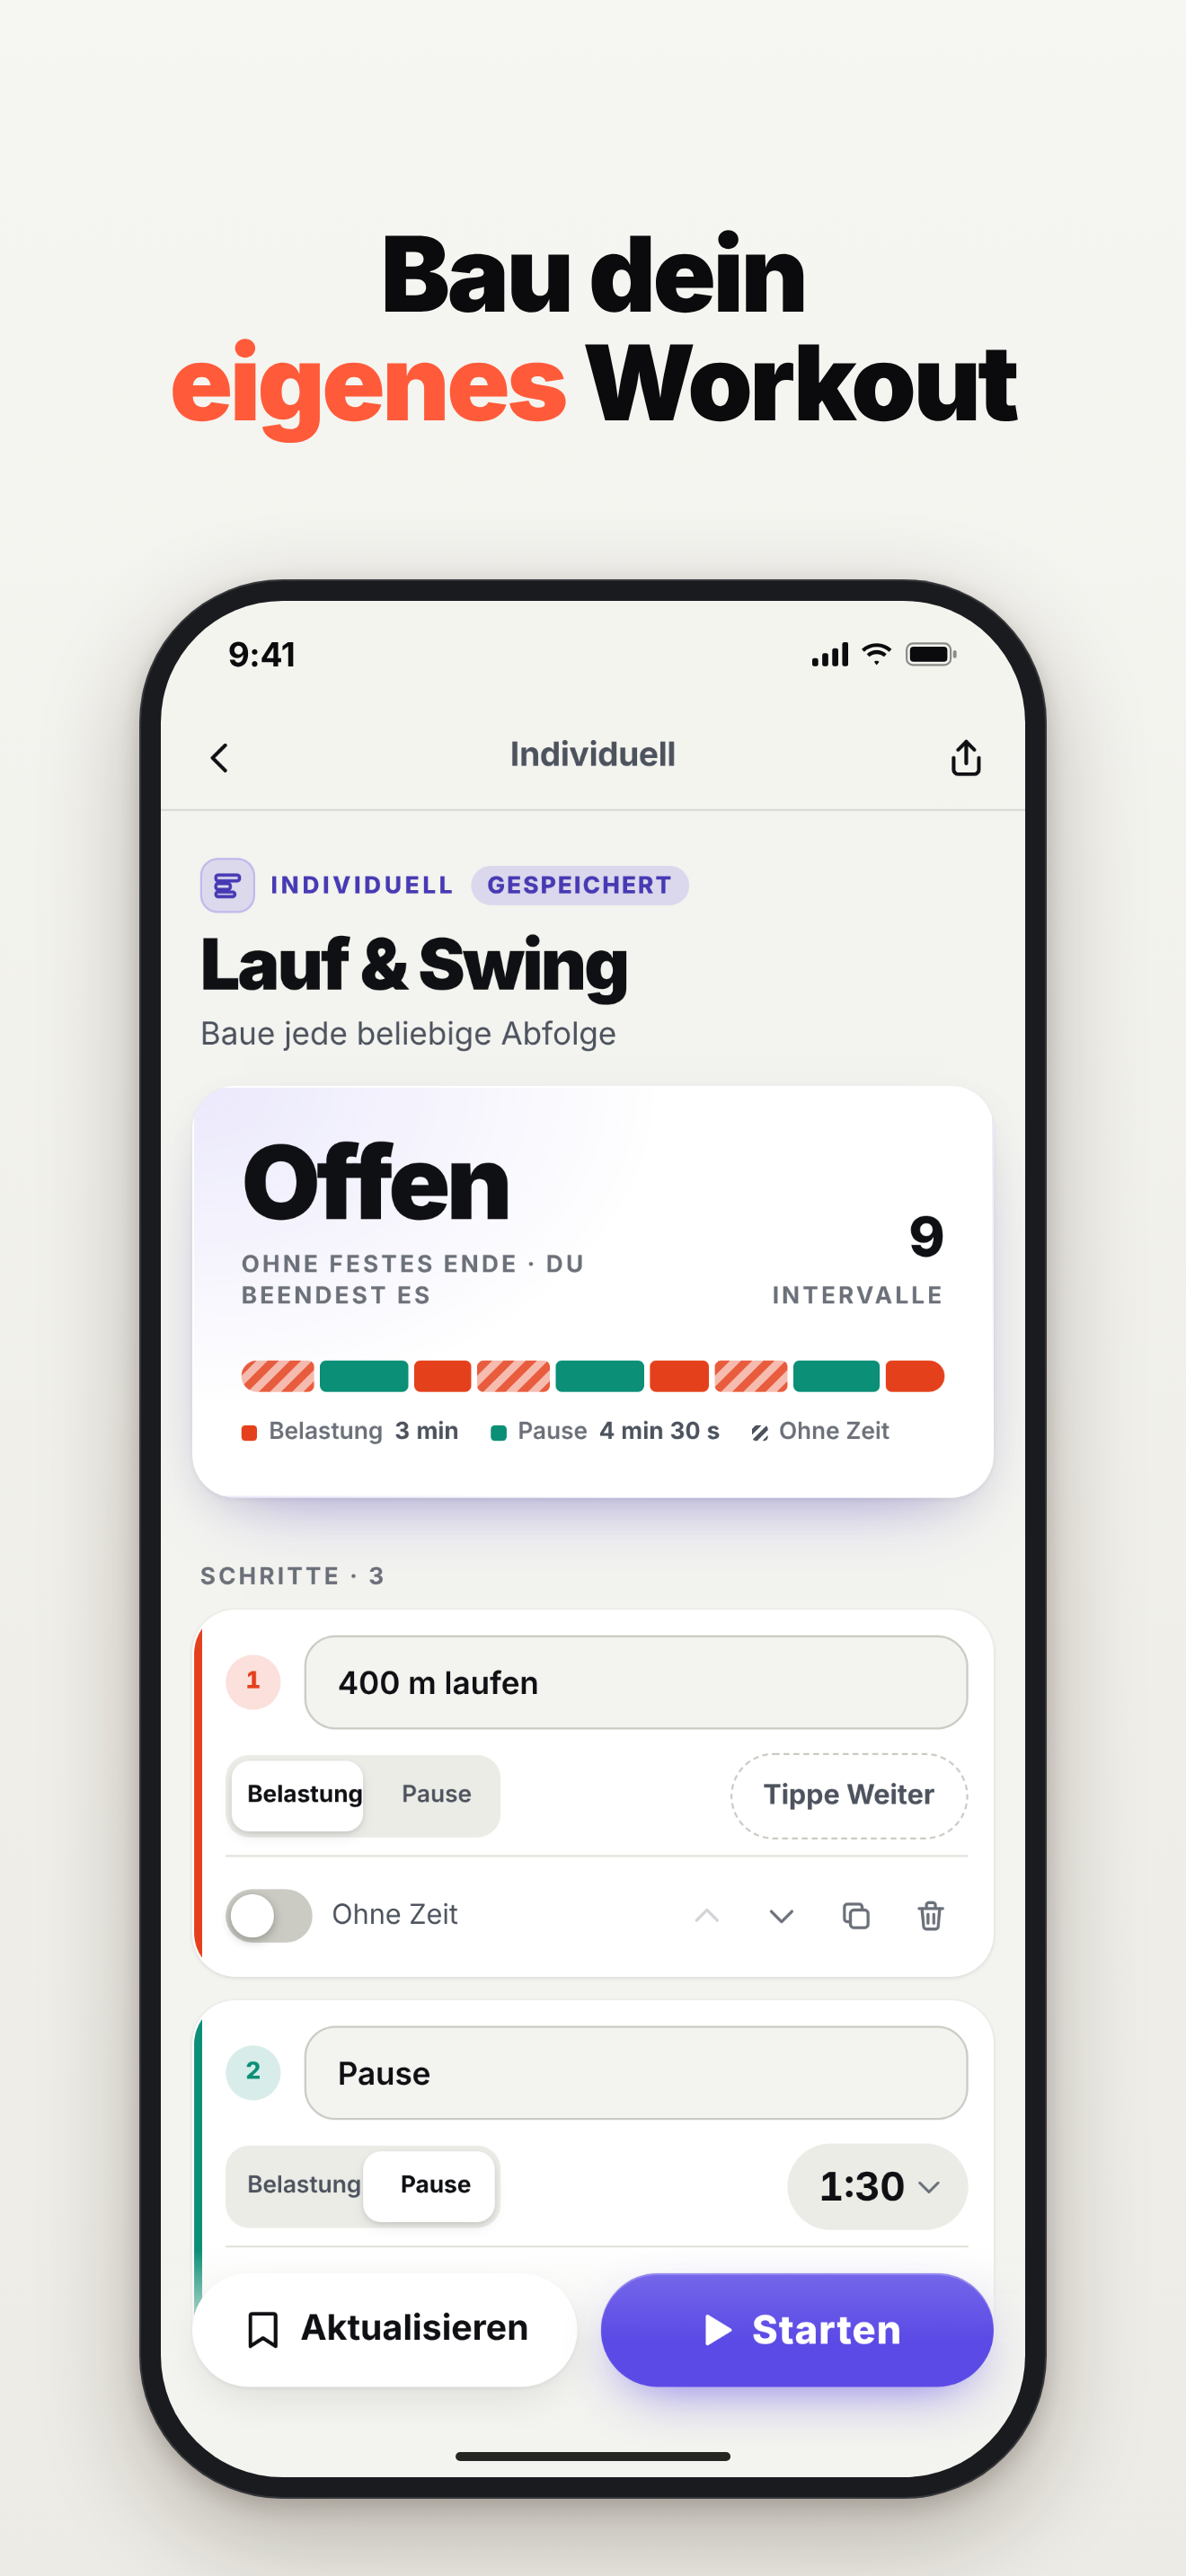 Bau dein
eigenes Workout
9:41
Individuell
INDIVIDUELL GESPEICHERT
Lauf & Swing
Baue jede beliebige Abfolge
Offen
OHNE FESTES ENDE · DU
BEENDEST ES
9
INTERVALLE
Belastung 3 min Pause 4 min 30 s Ohne Zeit
SCHRITTE · 3
1 400 m laufen
Belastung Pause Tippe Weiter
Ohne Zeit
2 Pause
Belastung Pause 1:30
Aktualisieren Starten